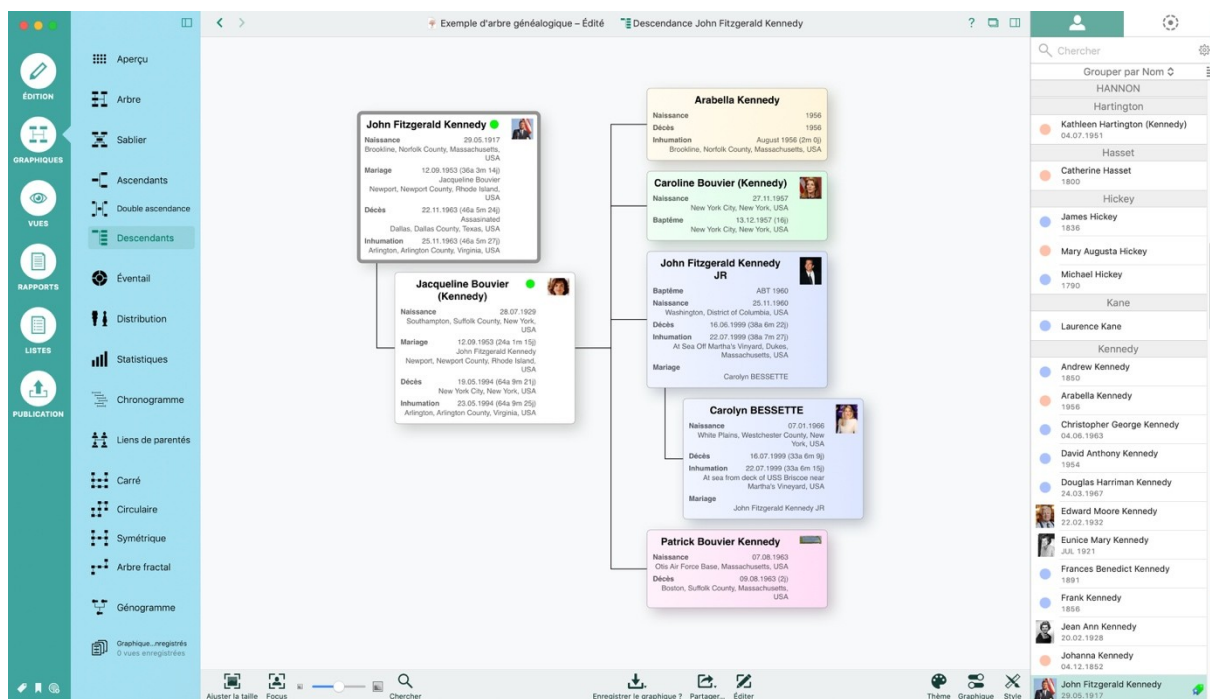 Exemple d'arbre généalogique – Édité
Descendance John Fitzgerald Kennedy
?
ÉDITION
GRAPHIQUES
VUES
RAPPORTS
LISTES
PUBLICATION
Aperçu
Arbre
Sablier
Ascendants
Double ascendance
Descendants
Éventail
Distribution
Statistiques
Chronogramme
Liens de parentés
Carré
Circulaire
Symétrique
Arbre fractal
Génogramme
Graphique...nregistrés
0 vues enregistrées
John Fitzgerald Kennedy
Naissance 29.05.1917
Brookline, Norfolk County, Massachusetts,
USA
Mariage 12.09.1953 (36a 3m 14j)
Jacqueline Bouvier
Newport, Newport County, Rhode Island,
USA
Décès 22.11.1963 (46a 5m 24j)
Assasinated
Dallas, Dallas County, Texas, USA
Inhumation 25.11.1963 (46a 5m 27j)
Arlington, Arlington County, Virginia, USA
Jacqueline Bouvier
(Kennedy)
Naissance 28.07.1929
Southampton, Suffolk County, New York,
USA
Mariage 12.09.1953 (24a 1m 15j)
John Fitzgerald Kennedy
Newport, Newport County, Rhode Island,
USA
Décès 19.05.1994 (64a 9m 21j)
New York City, New York, USA
Inhumation 23.05.1994 (64a 9m 25j)
Arlington, Arlington County, Virginia, USA
Arabella Kennedy
Naissance 1956
Décès 1956
Inhumation August 1956 (2m 0j)
Brookline, Norfolk County, Massachusetts, USA
Caroline Bouvier (Kennedy)
Naissance 27.11.1957
New York City, New York, USA
Baptême 13.12.1957 (16j)
New York City, New York, USA
John Fitzgerald Kennedy
JR
Baptême ABT 1960
Naissance 25.11.1960
Washington, District of Columbia, USA
Décès 16.06.1999 (38a 6m 22j)
Inhumation 22.07.1999 (38a 7m 27j)
At Sea Off Martha's Vinyard, Dukes,
Massachusetts, USA
Mariage
Carolyn BESSETTE
Carolyn BESSETTE
Naissance 07.01.1966
White Plains, Westchester County, New
York, USA
Décès 16.07.1999 (33a 6m 9j)
Inhumation 22.07.1999 (33a 6m 15j)
At sea from deck of USS Briscoe near
Martha's Vineyard, USA
Mariage
John Fitzgerald Kennedy JR
Patrick Bouvier Kennedy
Naissance 07.08.1963
Otis Air Force Base, Massachusetts, USA
Décès 09.08.1963 (2j)
Boston, Suffolk County, Massachusetts,
USA
Ajuster la taille
Focus
Chercher
Enregistrer le graphique ?
Partager...
Éditer
Thème
Graphique
Style
Chercher
Grouper par Nom
HANNON
Hartington
Kathleen Hartington (Kennedy)
04.07.1951
Hasset
Catherine Hasset
1800
Hickey
James Hickey
1836
Mary Augusta Hickey
Michael Hickey
1790
Kane
Laurence Kane
Kennedy
Andrew Kennedy
1850
Arabella Kennedy
1956
Christopher George Kennedy
04.06.1963
David Anthony Kennedy
1954
Douglas Harriman Kennedy
24.03.1967
Edward Moore Kennedy
22.02.1932
Eunice Mary Kennedy
JUL 1921
Frances Benedict Kennedy
1891
Frank Kennedy
1856
Jean Ann Kennedy
20.02.1928
Johanna Kennedy
04.12.1852
John Fitzgerald Kennedy
29.05.1917